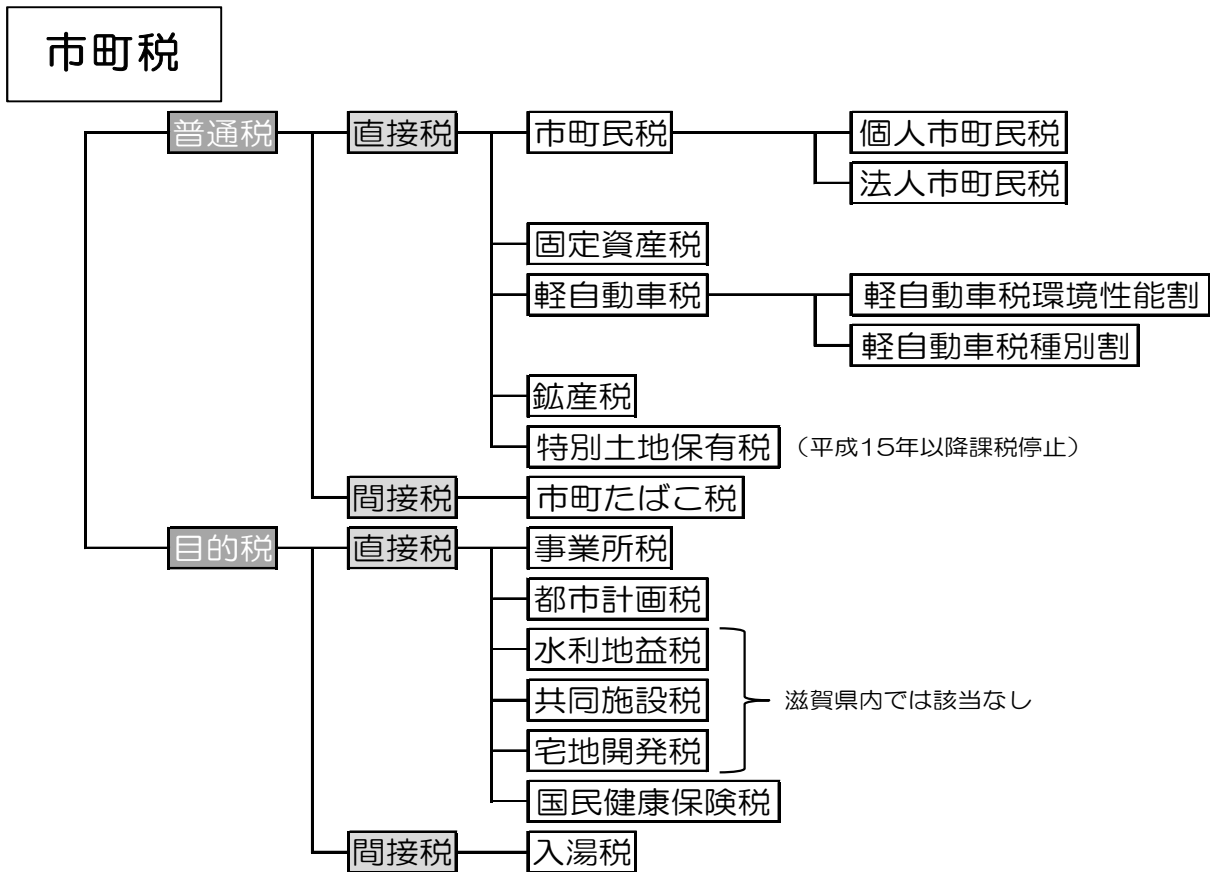 市町税
普通税 直接税 市町民税 個人市町民税
法人市町民税
固定資産税
軽自動車税 軽自動車税環境性能割
軽自動車税種別割
鉱産税
特別土地保有税 （平成15年以降課税停止）
間接税 市町たばこ税
目的税 直接税 事業所税
都市計画税
水利地益税
共同施設税 滋賀県内では該当なし
宅地開発税
国民健康保険税
間接税 入湯税